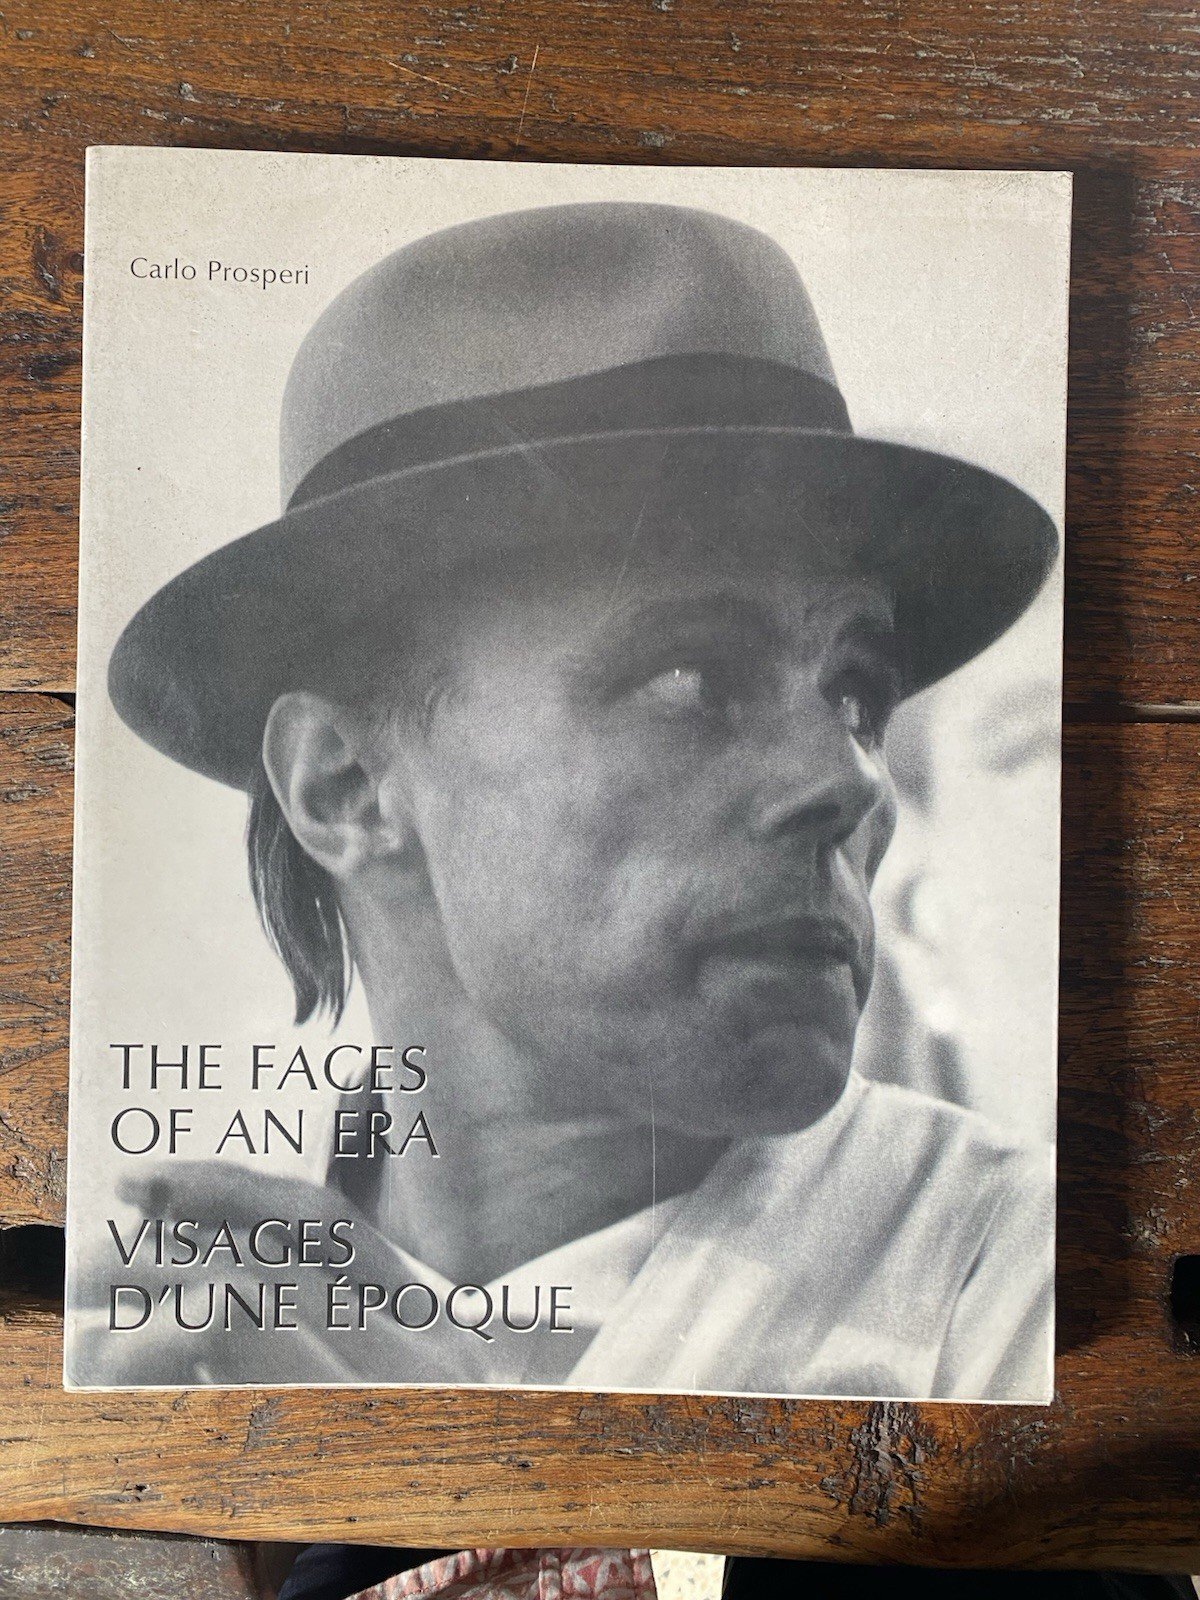 Carlo Prosperi
THE FACES
OF AN ERA
VISAGES
D'UNE ÉPOQUE